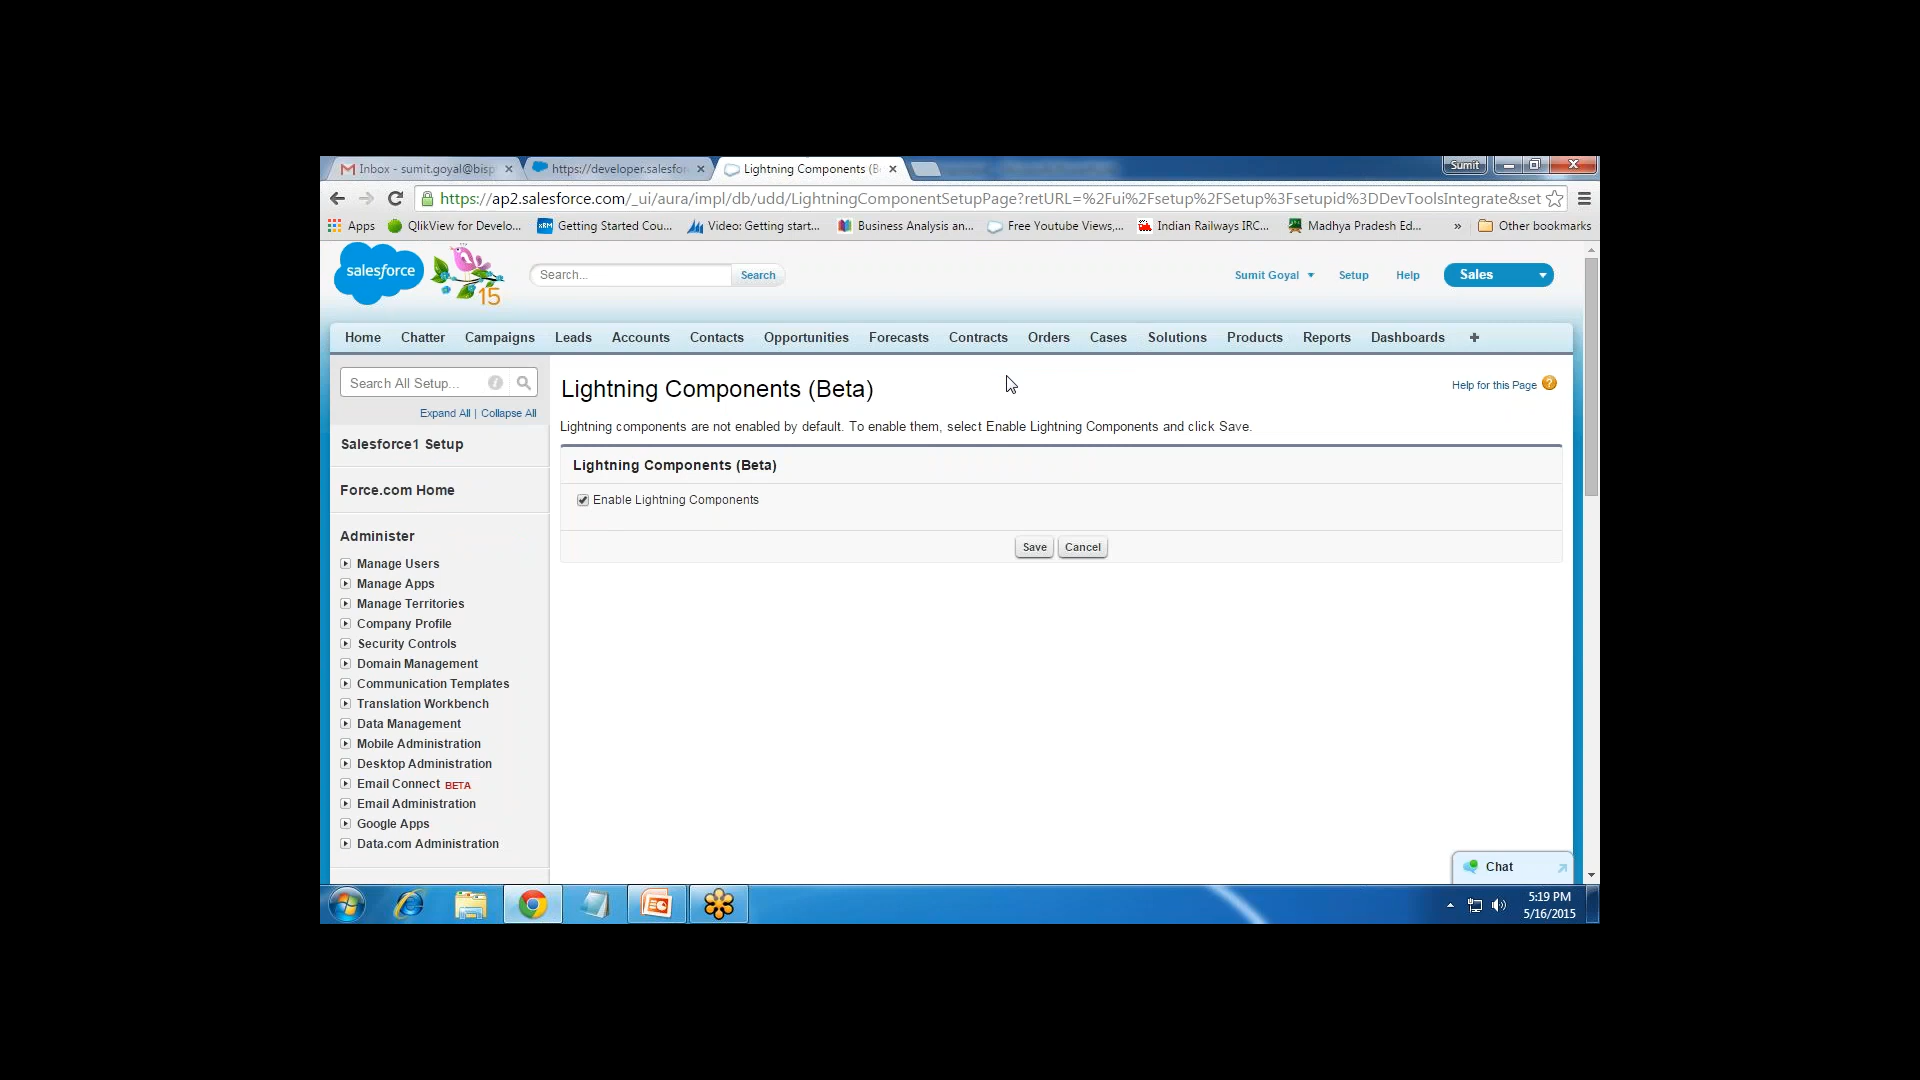 Inbox - sumit.goyal@bisp
https://developer.salesfor
Lightning Components (B
Sumit
https://ap2.salesforce.com/_ui/aura/impl/db/udd/LightningComponentSetupPage?retURL=%2Fui%2Fsetup%2FSetup%3Fsetupid%3DDevToolsIntegrate&set
Apps
QlikView for Develo...
Getting Started Cou...
Video: Getting start...
Business Analysis an...
Free Youtube Views,...
Indian Railways IRC...
Madhya Pradesh Ed...
»
Other bookmarks
salesforce
15
Search...
Search
Sumit Goyal
Setup
Help
Sales
Home Chatter Campaigns Leads Accounts Contacts Opportunities Forecasts Contracts Orders Cases Solutions Products Reports Dashboards +
Search All Setup...
Expand All | Collapse All
Salesforce1 Setup
Force.com Home
Administer
Manage Users
Manage Apps
Manage Territories
Company Profile
Security Controls
Domain Management
Communication Templates
Translation Workbench
Data Management
Mobile Administration
Desktop Administration
Email Connect BETA
Email Administration
Google Apps
Data.com Administration
Lightning Components (Beta)
Help for this Page ?
Lightning components are not enabled by default. To enable them, select Enable Lightning Components and click Save.
Lightning Components (Beta)
Enable Lightning Components
Save Cancel
Chat
5:19 PM
5/16/2015